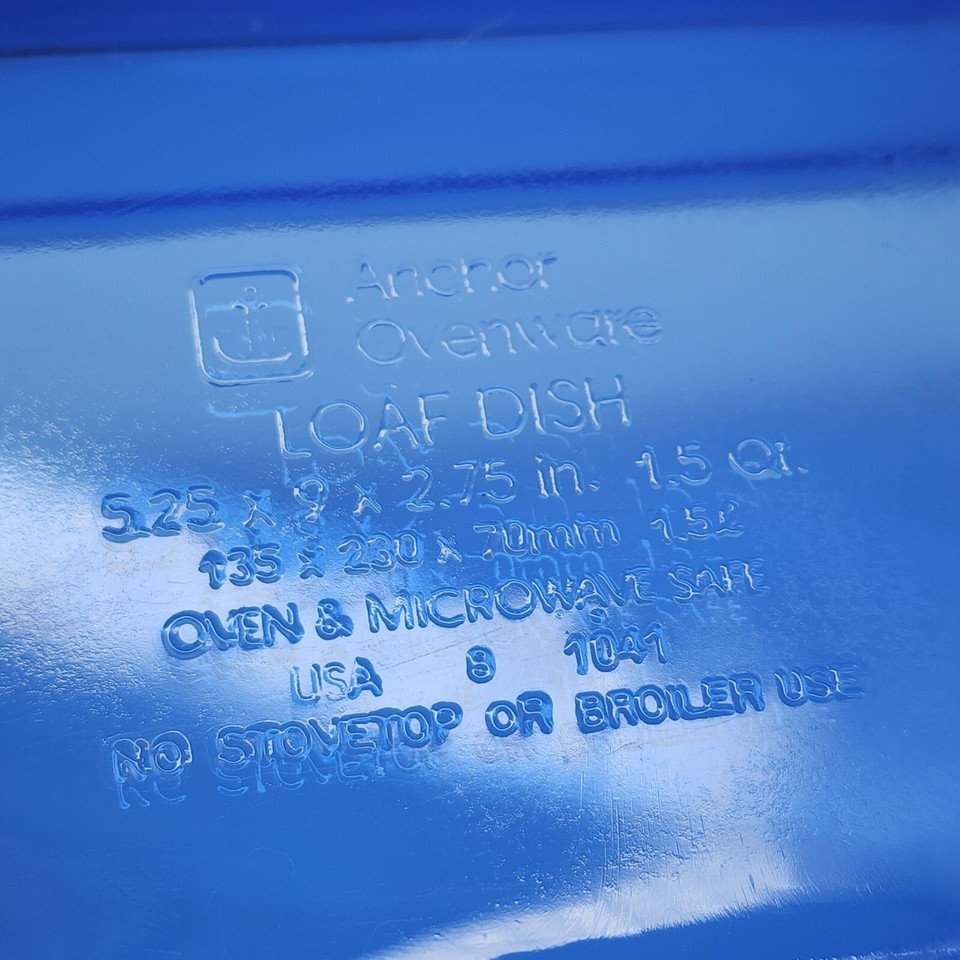 Anchor
Ovenware
LOAF DISH
5.25 x 9 x 2.75 in. 1.5 Qt.
135 x 230 x 70mm 1.5ℓ
OVEN & MICROWAVE SAFE
USA 8 1041
NO STOVETOP OR BROILER USE